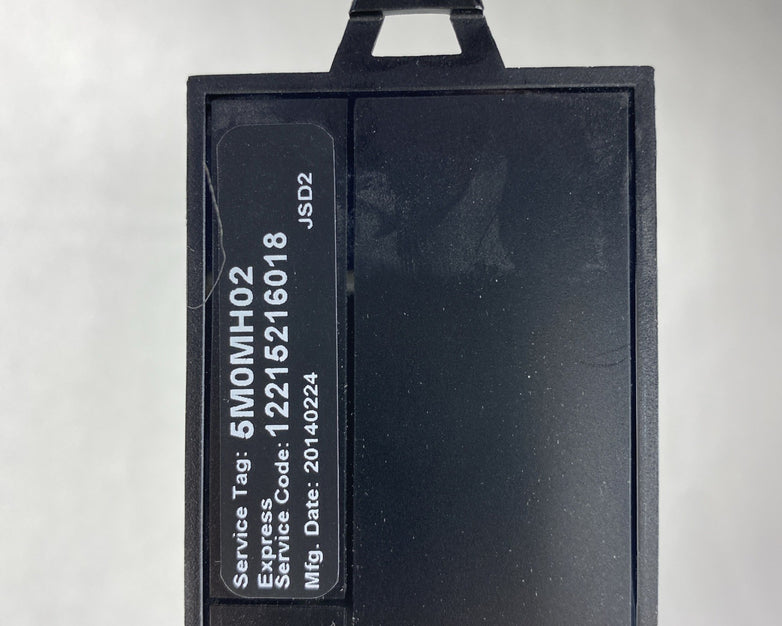 Service Tag: 5M0MH02
Express
Service Code: 12215216018
Mfg. Date: 20140224 JSD2